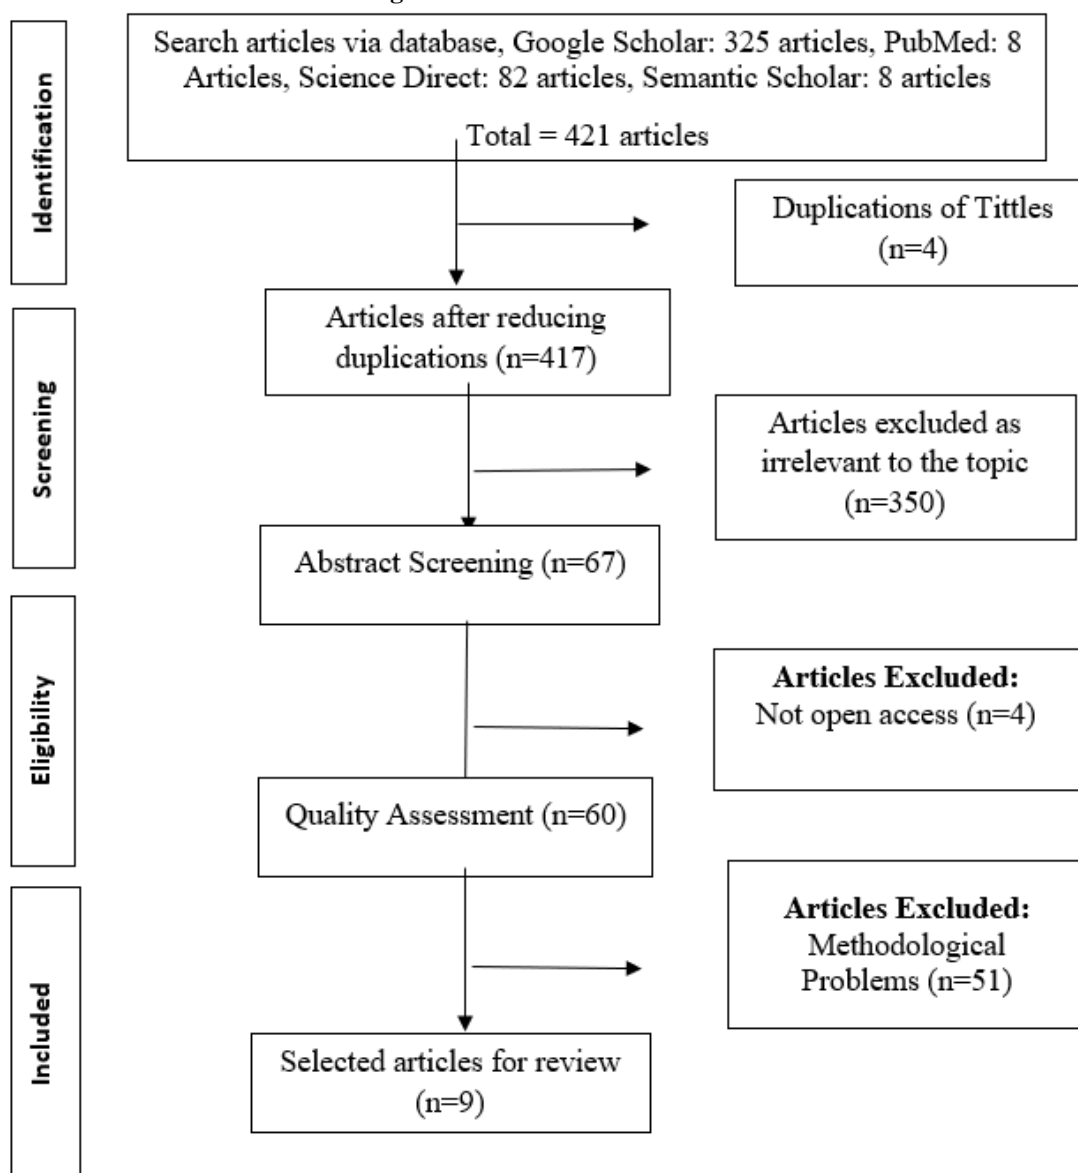 Identification
Search articles via database, Google Scholar: 325 articles, PubMed: 8
Articles, Science Direct: 82 articles, Semantic Scholar: 8 articles
Total = 421 articles
Duplications of Tittles
(n=4)
Articles after reducing
duplications (n=417)
Screening
Articles excluded as
irrelevant to the topic
(n=350)
Abstract Screening (n=67)
Eligibility
Articles Excluded:
Not open access (n=4)
Quality Assessment (n=60)
Articles Excluded:
Methodological
Problems (n=51)
Included
Selected articles for review
(n=9)